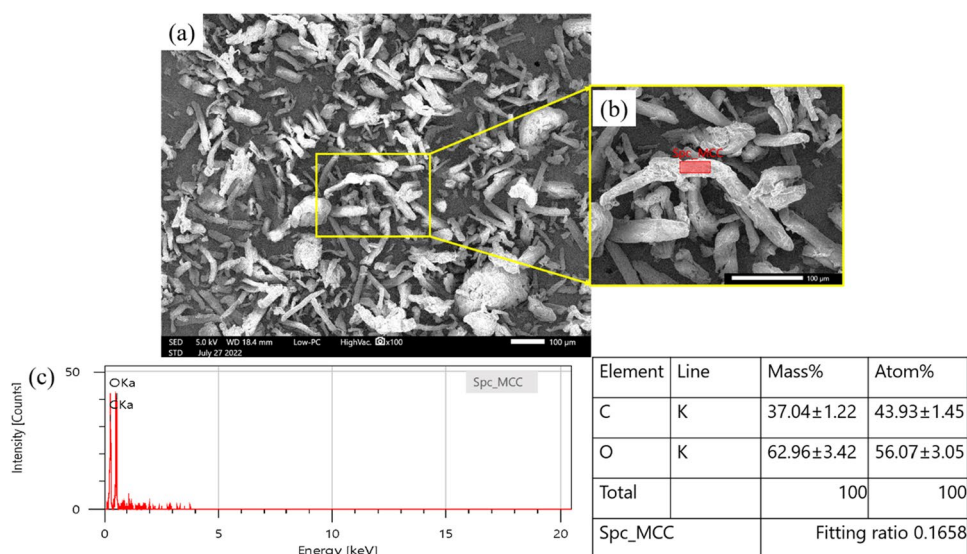 (a)
(b)
Spc_MCC
100 µm
SED 5.0 kV WD 18.4 mm Low-PC HighVac. x100 100 µm
STD July 27 2022
(c)
50
OKa
CKa
Spc_MCC
Intensity [Counts]
0
0 5 10 15 20
Energy [keV]
Element Line Mass% Atom%
C K 37.04±1.22 43.93±1.45
O K 62.96±3.42 56.07±3.05
Total 100 100
Spc_MCC Fitting ratio 0.1658